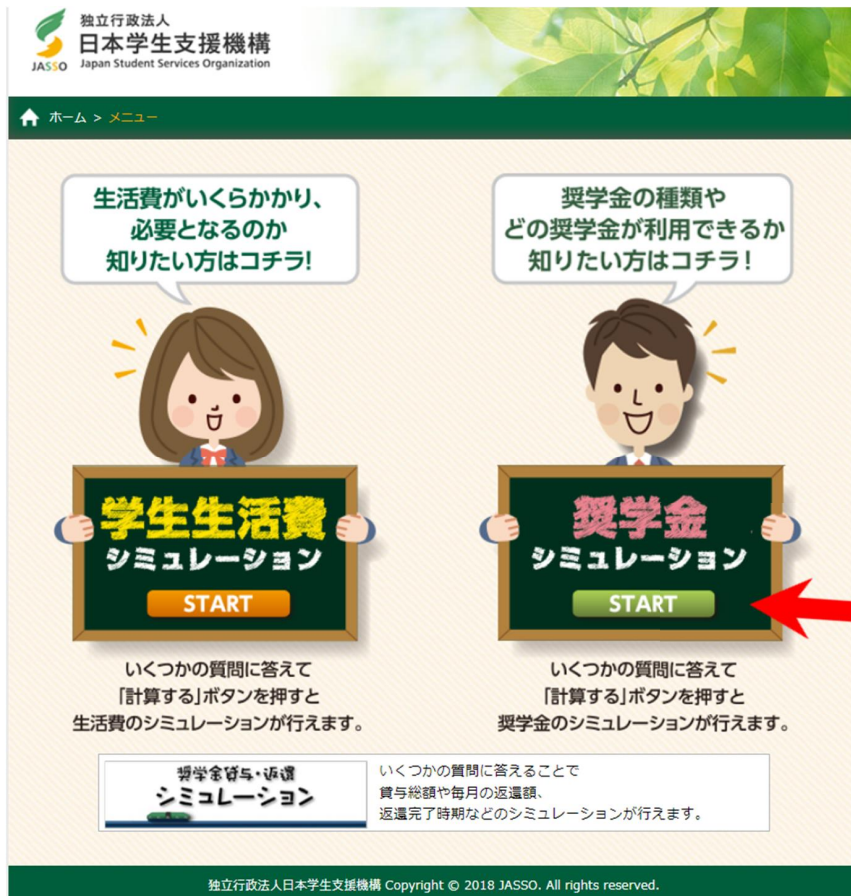 独立行政法人
日本学生支援機構
Japan Student Services Organization
JASSO
ホーム > メニュー
生活費がいくらかかり、
必要となるのか
知りたい方はコチラ!
学生生活費
シミュレーション
START
いくつかの質問に答えて
「計算する」ボタンを押すと
生活費のシミュレーションが行えます。
奨学金の種類や
どの奨学金が利用できるか
知りたい方はコチラ!
奨学金
シミュレーション
START
いくつかの質問に答えて
「計算する」ボタンを押すと
奨学金のシミュレーションが行えます。
奨学金貸与・返還
シミュレーション
いくつかの質問に答えることで
貸与総額や毎月の返還額、
返還完了時期などのシミュレーションが行えます。
独立行政法人日本学生支援機構 Copyright © 2018 JASSO. All rights reserved.